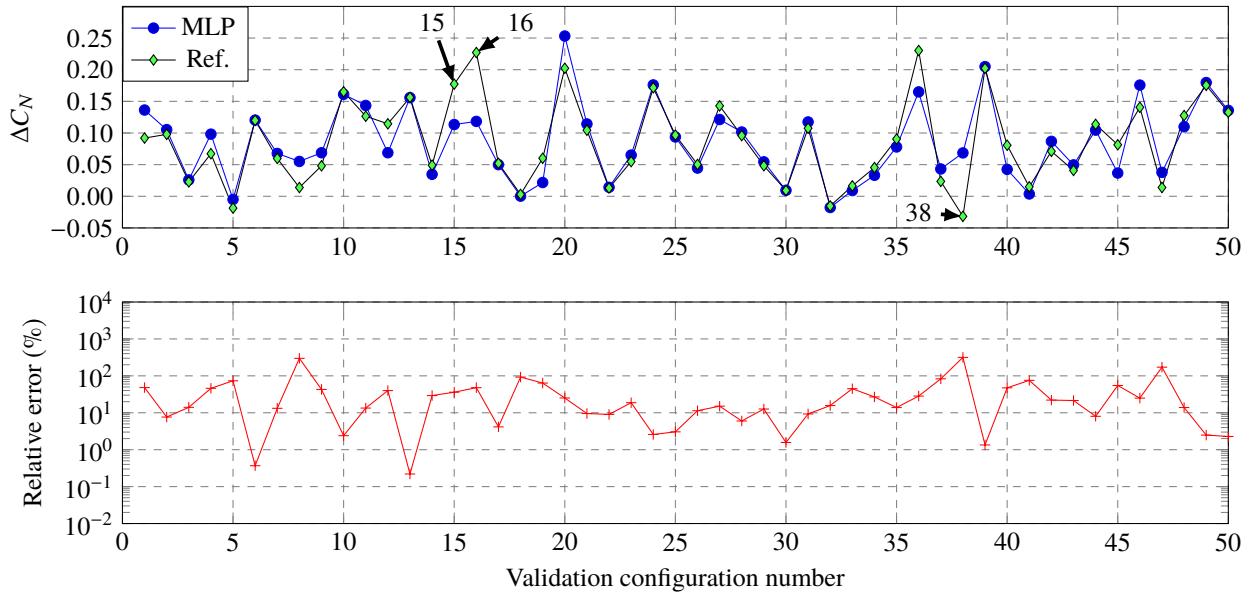 15
16
MLP
Ref.
ΔC_N
0.25
0.20
0.15
0.10
0.05
0.00
−0.05
38
0 5 10 15 20 25 30 35 40 45 50
Relative error (%)
10^4
10^3
10^2
10^1
10^0
10^−1
10^−2
0 5 10 15 20 25 30 35 40 45 50
Validation configuration number